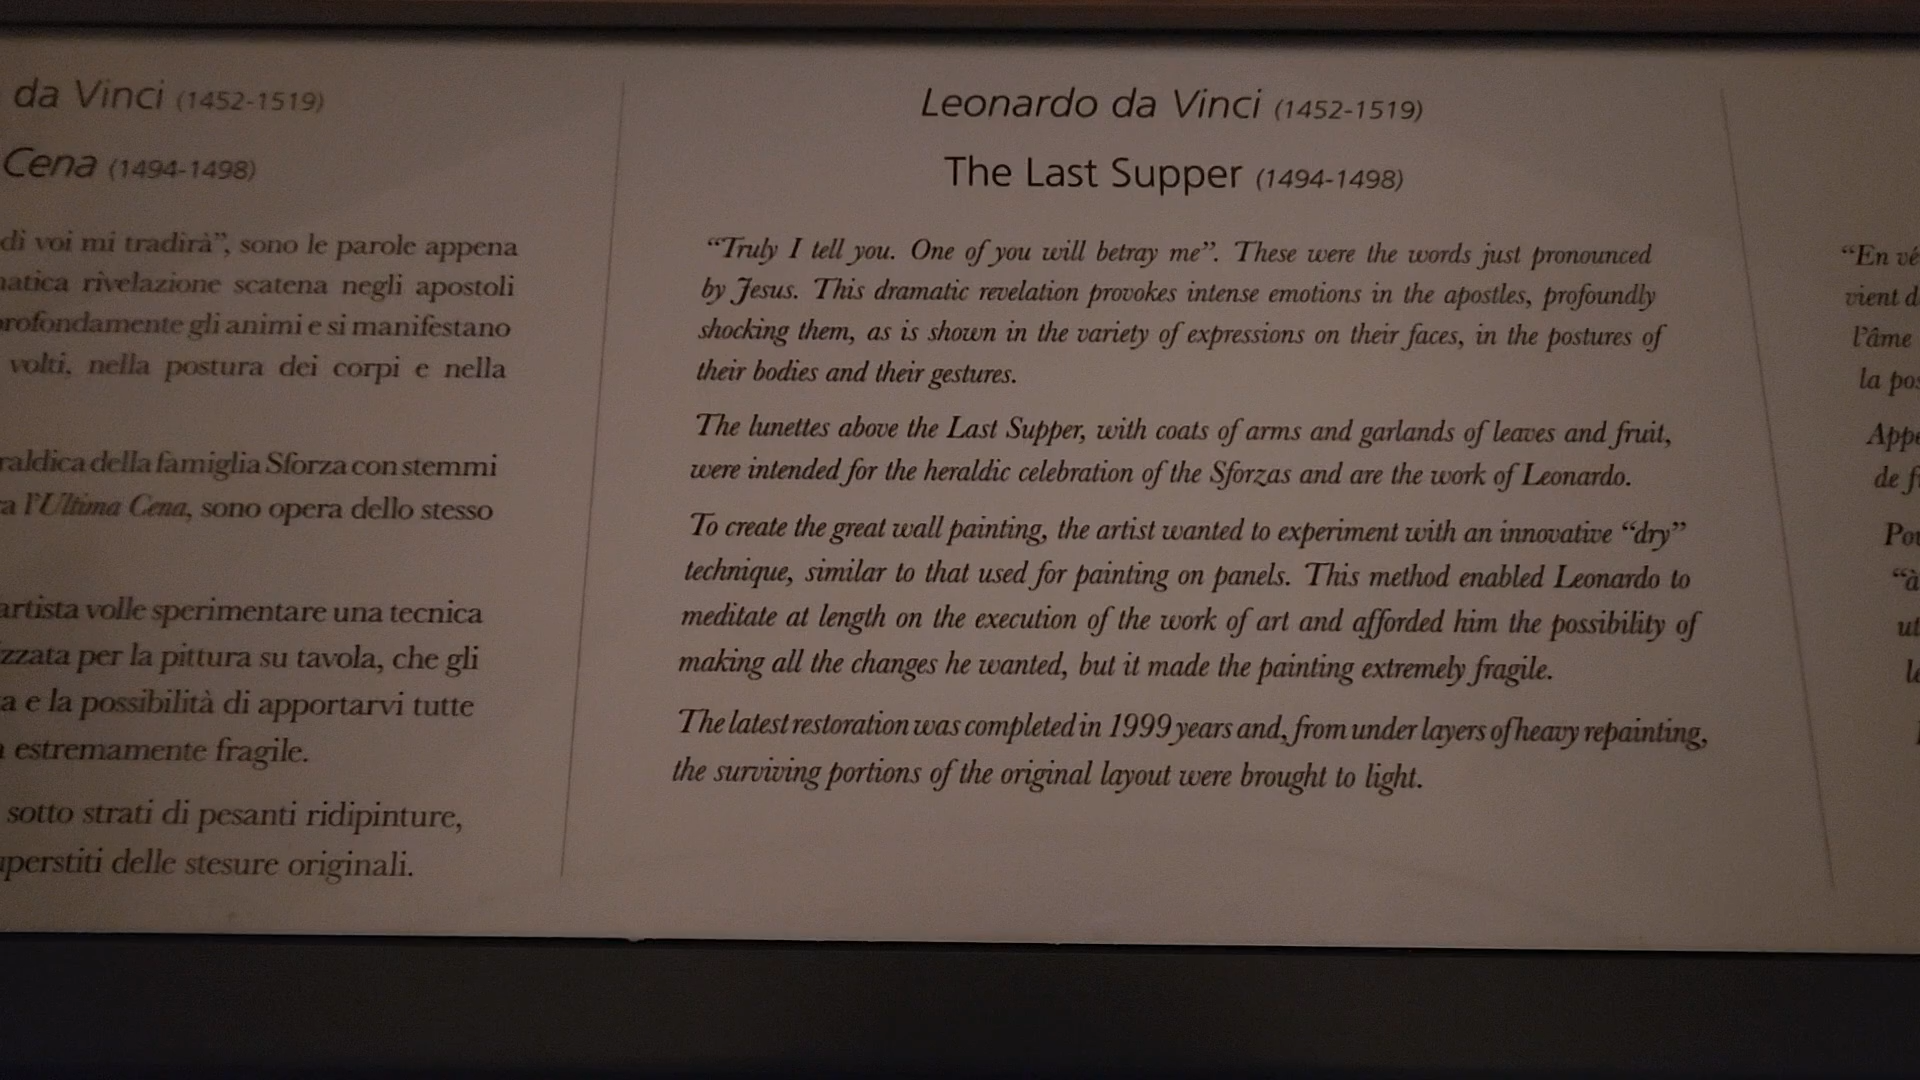 da Vinci (1452-1519)
Cena (1494-1498)
di voi mi tradirà”, sono le parole appena
rivelazione scatena negli apostoli
profondamente gli animi e si manifestano
volti, nella postura dei corpi e nella
della famiglia Sforza con stemmi
l’Ultima Cena, sono opera dello stesso
artista volle sperimentare una tecnica
per la pittura su tavola, che gli
a e la possibilità di apportarvi tutte
estremamente fragile.
sotto strati di pesanti ridipinture,
delle stesure originali.
Leonardo da Vinci (1452-1519)
The Last Supper (1494-1498)
“Truly I tell you. One of you will betray me”. These were the words just pronounced
by Jesus. This dramatic revelation provokes intense emotions in the apostles, profoundly
shocking them, as is shown in the variety of expressions on their faces, in the postures of
their bodies and their gestures.
The lunettes above the Last Supper, with coats of arms and garlands of leaves and fruit,
were intended for the heraldic celebration of the Sforzas and are the work of Leonardo.
To create the great wall painting, the artist wanted to experiment with an innovative “dry”
technique, similar to that used for painting on panels. This method enabled Leonardo to
meditate at length on the execution of the work of art and afforded him the possibility of
making all the changes he wanted, but it made the painting extremely fragile.
The latest restoration was completed in 1999 years and, from under layers of heavy repainting,
the surviving portions of the original layout were brought to light.
“En
vient
l’âme
la
de
“à